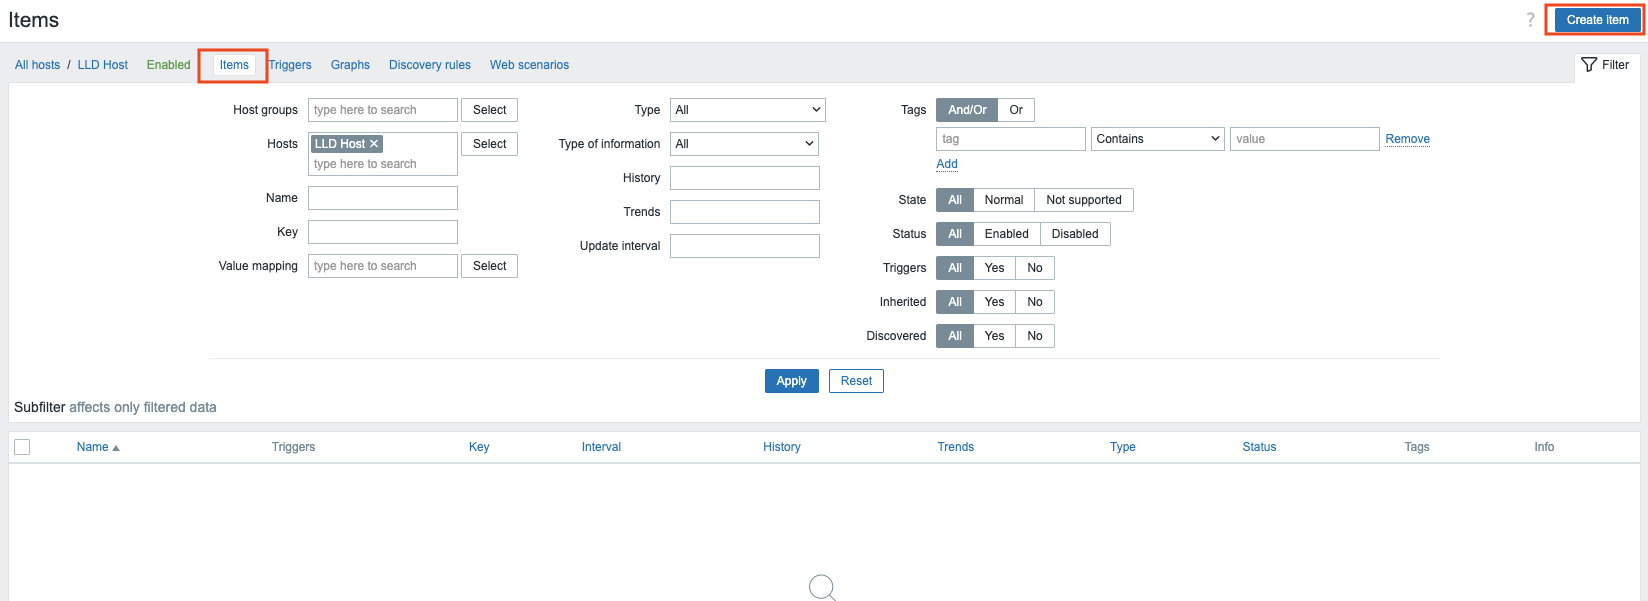 Items
? Create item
All hosts / LLD Host Enabled Items Triggers Graphs Discovery rules Web scenarios Filter
Host groups type here to search Select Type All Tags And/Or Or
Hosts LLD Host ✕ type here to search Select Type of information All tag Contains value Remove
History Add
Name Trends State All Normal Not supported
Key Update interval Status All Enabled Disabled
Value mapping type here to search Select Triggers All Yes No
Inherited All Yes No
Discovered All Yes No
Apply Reset
Subfilter affects only filtered data
Name Triggers Key Interval History Trends Type Status Tags Info